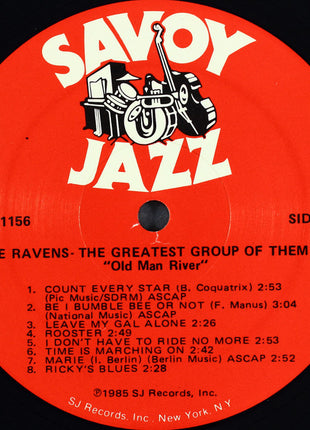 SAVOY
JAZZ
1156
SID
E RAVENS- THE GREATEST GROUP OF THEM
"Old Man River"
1. COUNT EVERY STAR (B. Coquatrix) 2:53
(Pic Music/SDRM) ASCAP
2. BE I BUMBLE BEE OR NOT (F. Manus) 3:04
(National Music) ASCAP
3. LEAVE MY GAL ALONE 2:26
4. ROOSTER 2:49
5. I DON'T HAVE TO RIDE NO MORE 2:53
6. TIME IS MARCHING ON 2:42
7. MARIE (I. Berlin) (Berlin Music) ASCAP 2:52
8. RICKY'S BLUES 2:28
℗1985 SJ Records, Inc.
SJ Records, Inc., New York, N.Y.